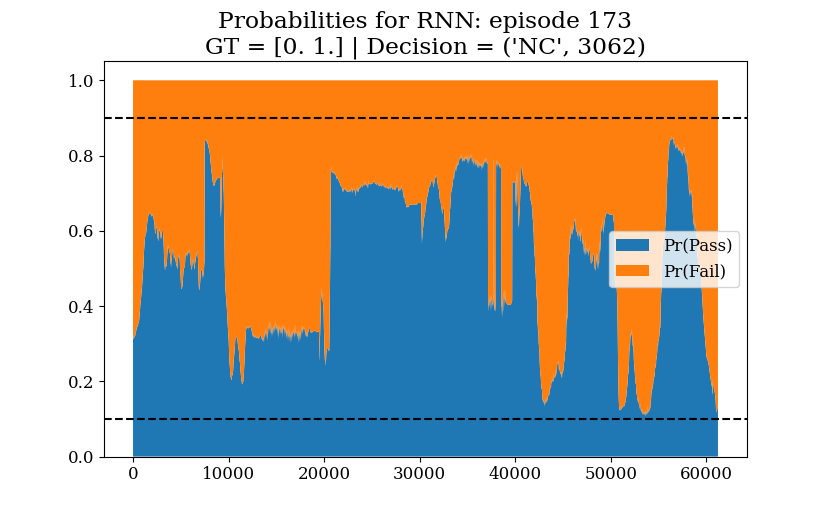 Probabilities for RNN: episode 173
GT = [0. 1.] | Decision = ('NC', 3062)
1.0
0.8
0.6
0.4
0.2
0.0
Pr(Pass)
Pr(Fail)
0 10000 20000 30000 40000 50000 60000